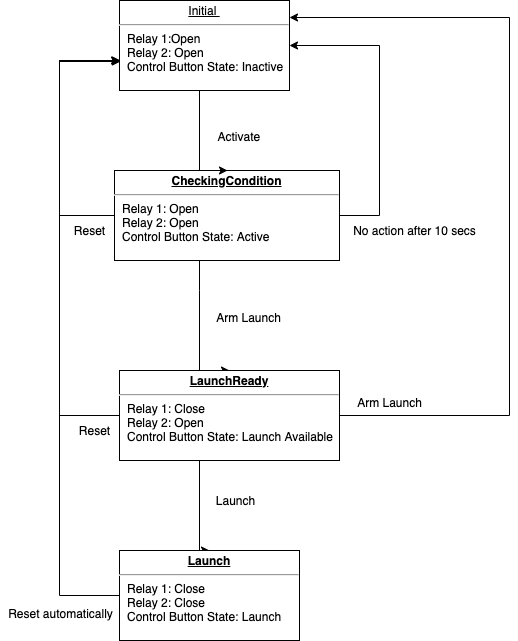 Initial
Relay 1:Open
Relay 2: Open
Control Button State: Inactive
Activate
CheckingCondition
Relay 1: Open
Relay 2: Open
Control Button State: Active
Reset
No action after 10 secs
Arm Launch
LaunchReady
Relay 1: Close
Relay 2: Open
Control Button State: Launch Available
Arm Launch
Reset
Launch
Launch
Relay 1: Close
Relay 2: Close
Control Button State: Launch
Reset automatically